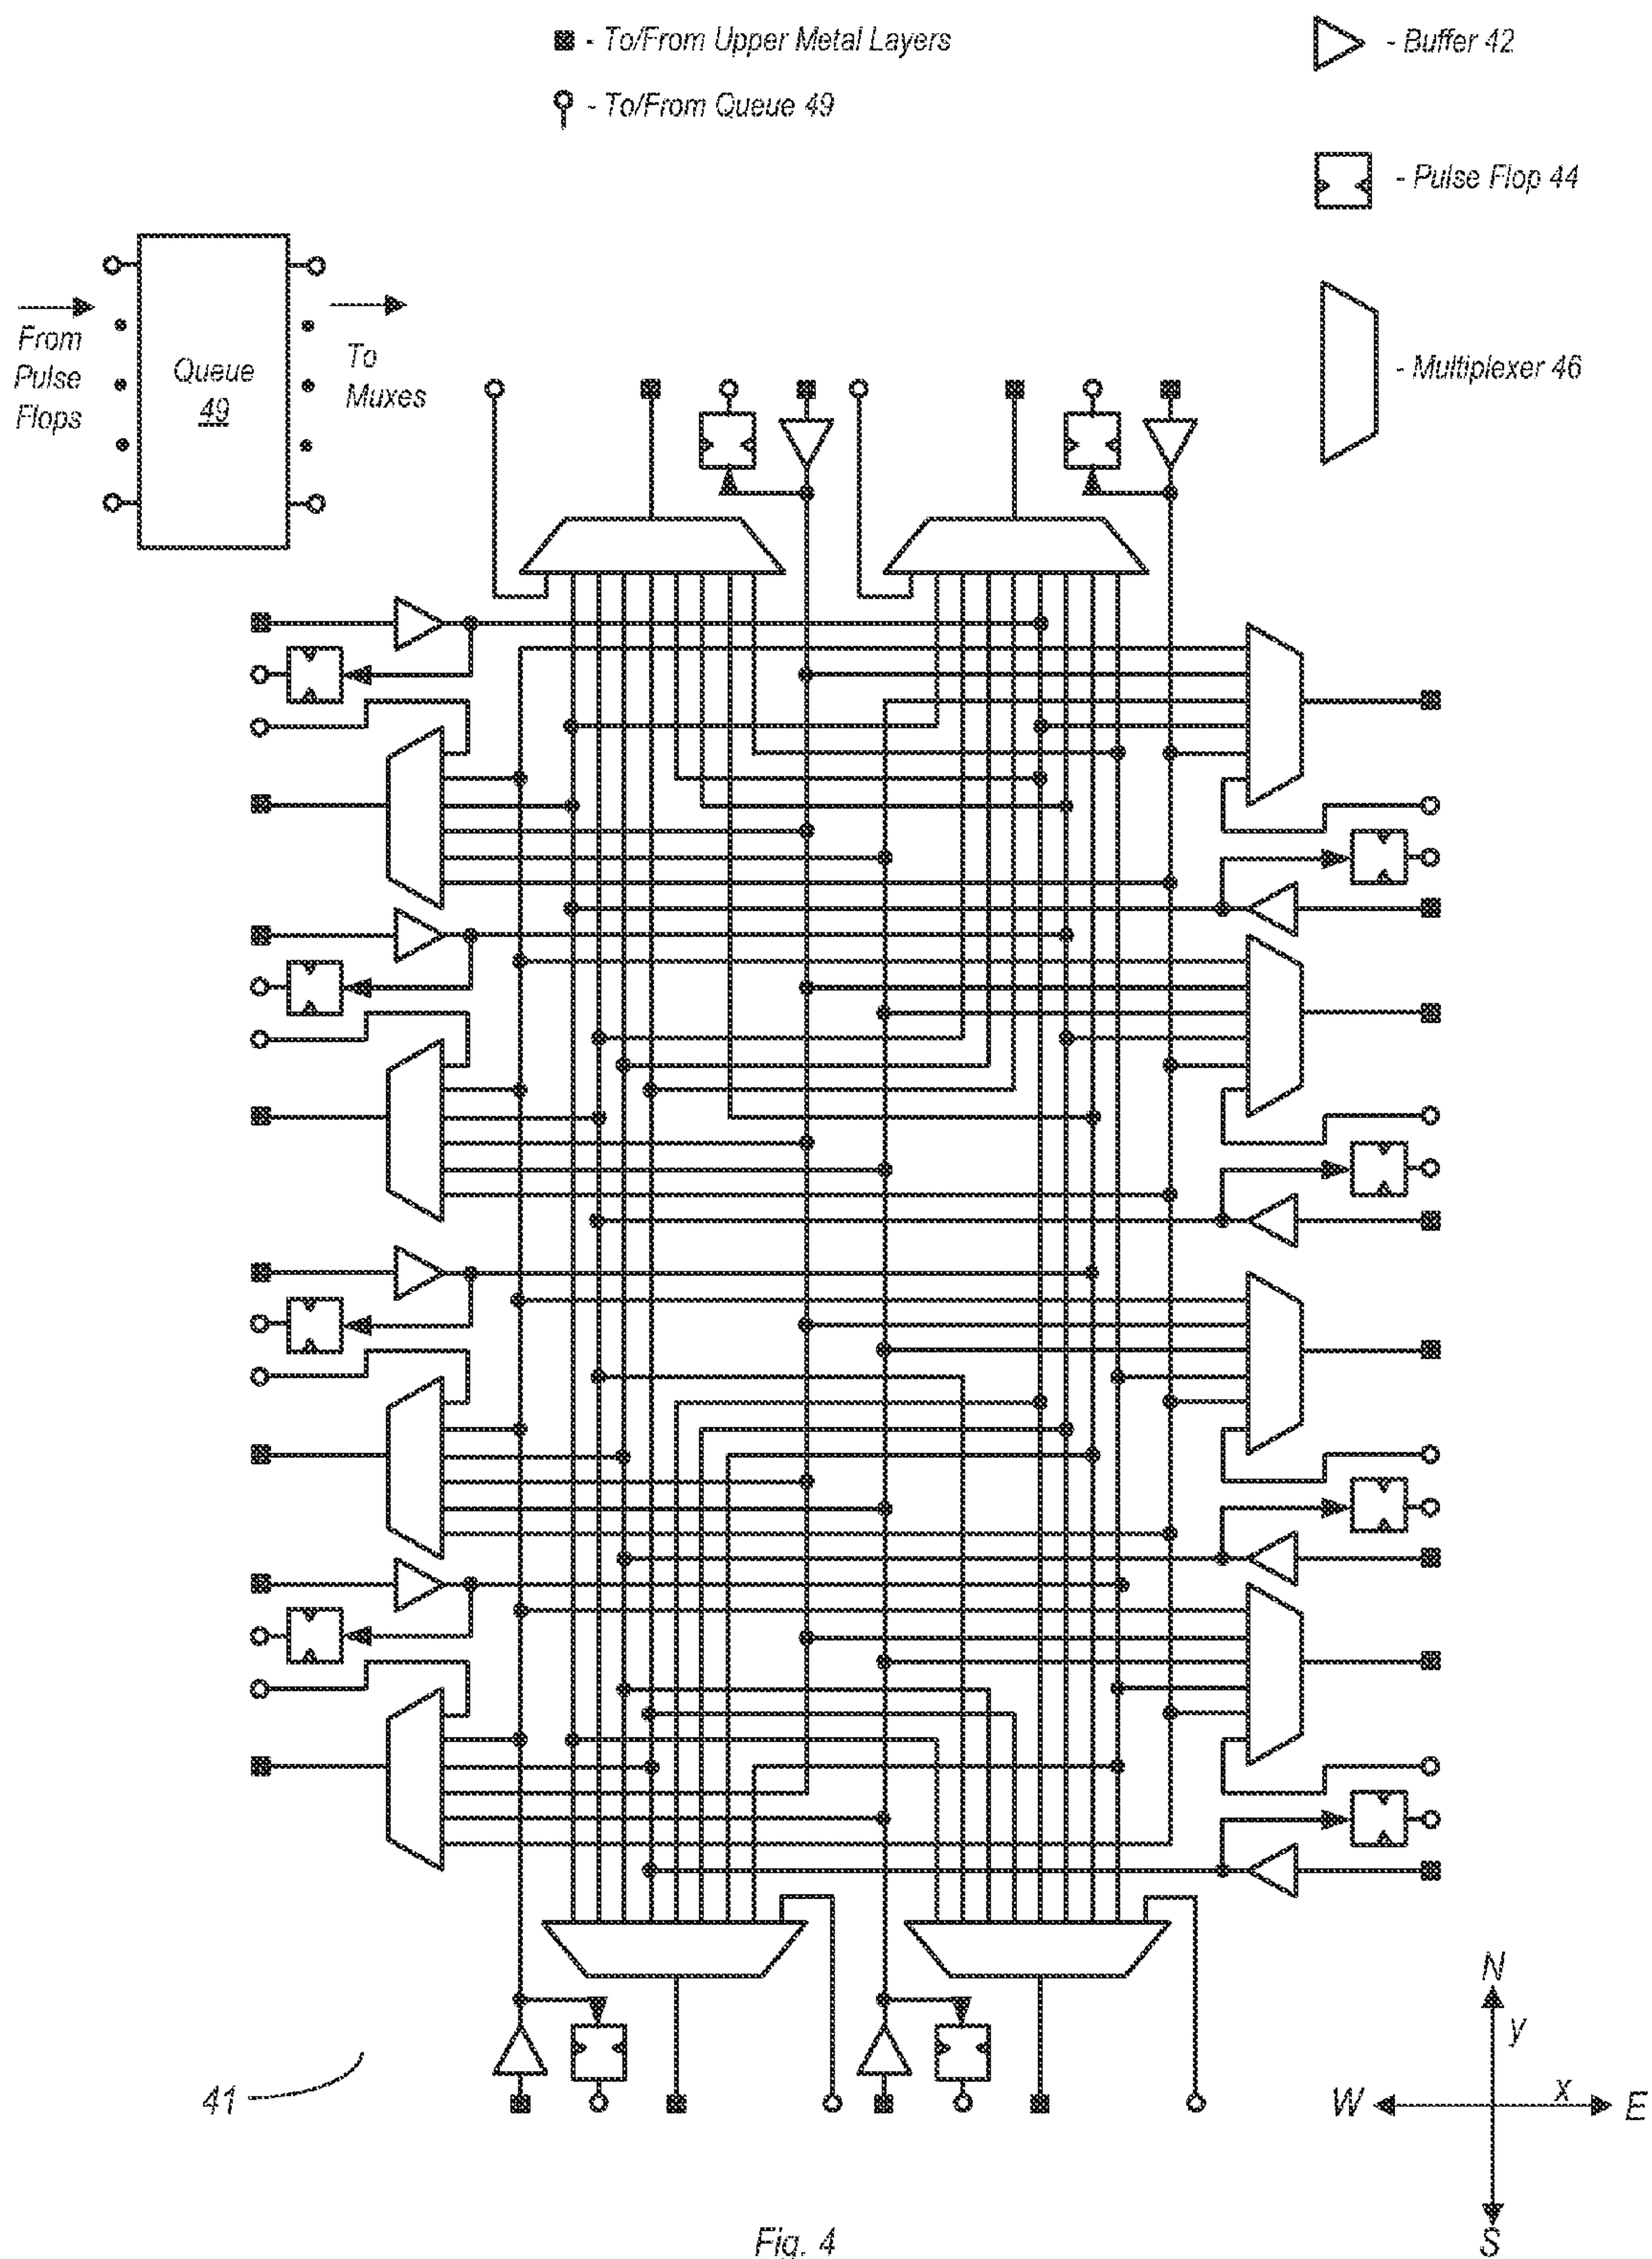 - To/From Upper Metal Layers
- Buffer 42
- To/From Queue 49
- Pulse Flop 44
From
Pulse
Flops
Queue
49
To
Muxes
- Multiplexer 46
41
N
y
W
x
E
S
Fig. 4